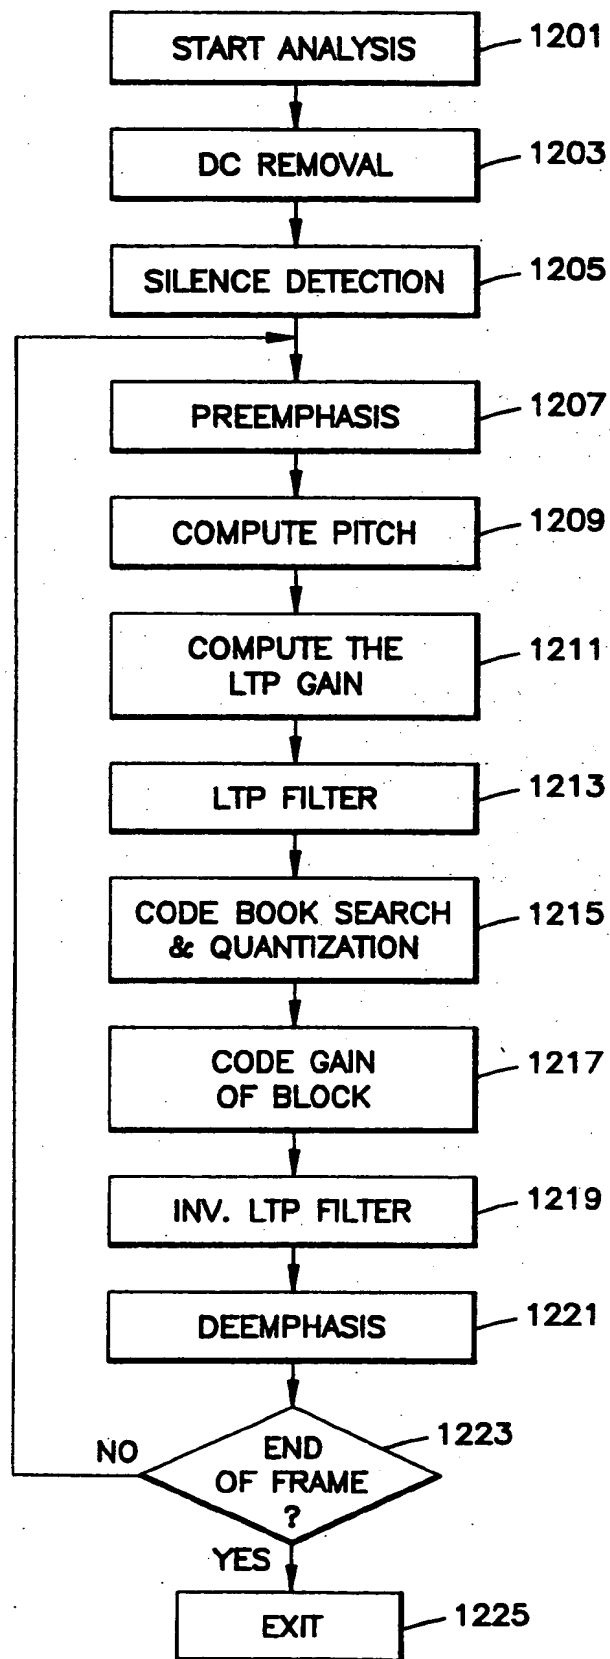 START ANALYSIS
1201
DC REMOVAL
1203
SILENCE DETECTION
1205
PREEMPHASIS
1207
COMPUTE PITCH
1209
COMPUTE THE
LTP GAIN
1211
LTP FILTER
1213
CODE BOOK SEARCH
& QUANTIZATION
1215
CODE GAIN
OF BLOCK
1217
INV. LTP FILTER
1219
DEEMPHASIS
1221
END
OF FRAME
?
1223
NO
YES
EXIT
1225